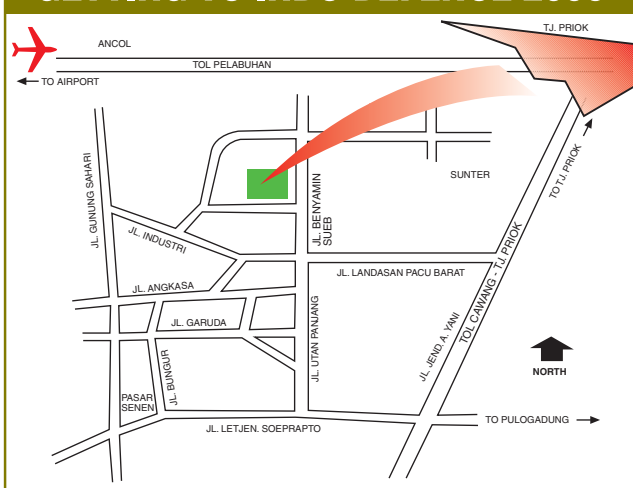 TJ. PRIOK
ANCOL
TOL PELABUHAN
TO AIRPORT
TO TJ. PRIOK
SUNTER
JL. GUNUNG SAHARI
JL. BENYAMIN
SUEB
JL. INDUSTRI
JL. LANDASAN PACU BARAT
TOL CAWANG - TJ. PRIOK
JL. ANGKASA
JL. GARUDA
JL. UTAN PANJANG
JL. JEND. A. YANI
NORTH
JL. BUNGUR
PASAR
SENEN
TO PULOGADUNG
JL. LETJEN. SOEPRAPTO